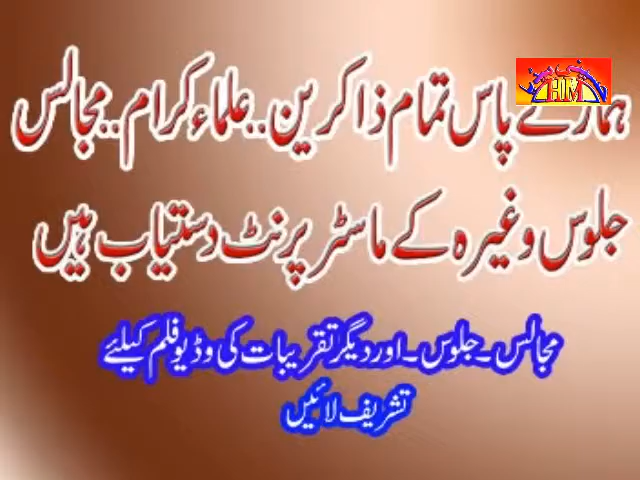 ہمارے پاس تمام ذاکرین..علماء کرام..مجالس
جلوس وغیرہ کے ماسٹر پرنٹ دستیاب ہیں
مجالس۔جلوس۔اور دیگر تقریبات کی وڈیو فلم کیلئے
تشریف لائیں
HM